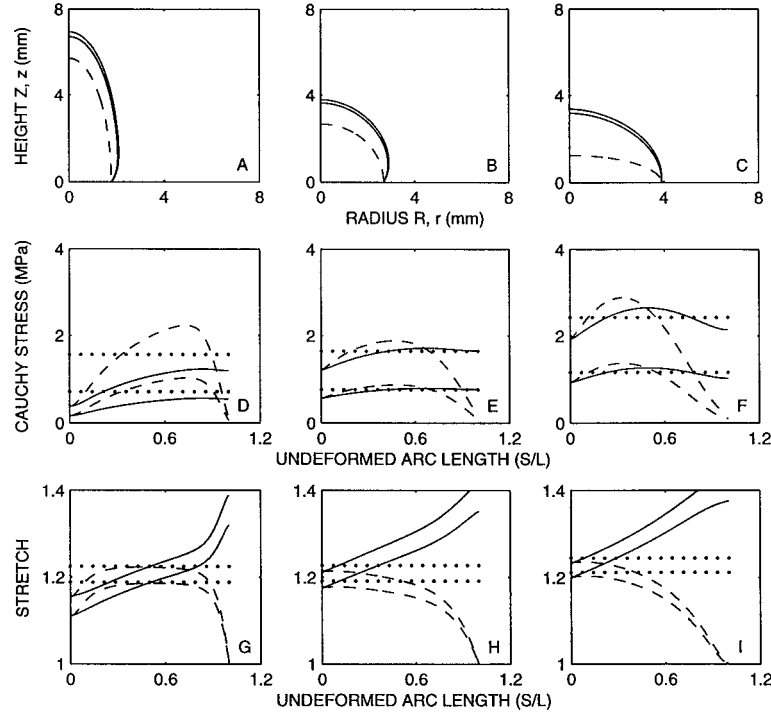 HEIGHT Z, z (mm)
8
4
0
0 4 8
A
8
4
0
0 4 8
B
8
4
0
0 4 8
C
RADIUS R, r (mm)
CAUCHY STRESS (MPa)
4
2
0
0 0.6 1.2
D
4
2
0
0 0.6 1.2
E
4
2
0
0 0.6 1.2
F
UNDEFORMED ARC LENGTH (S/L)
STRETCH
1.4
1.2
1
0 0.6 1.2
G
1.4
1.2
1
0 0.6 1.2
H
1.4
1.2
1
0 0.6 1.2
I
UNDEFORMED ARC LENGTH (S/L)